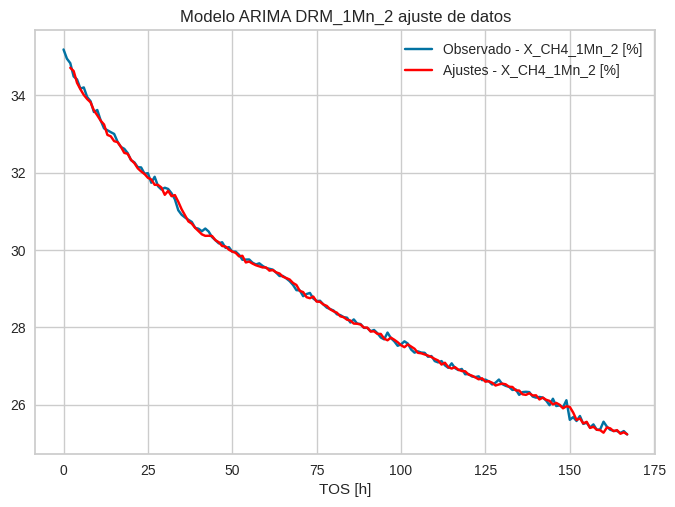 Modelo ARIMA DRM_1Mn_2 ajuste de datos
Observado - X_CH4_1Mn_2 [%]
Ajustes - X_CH4_1Mn_2 [%]
34
32
30
28
26
0 25 50 75 100 125 150 175
TOS [h]